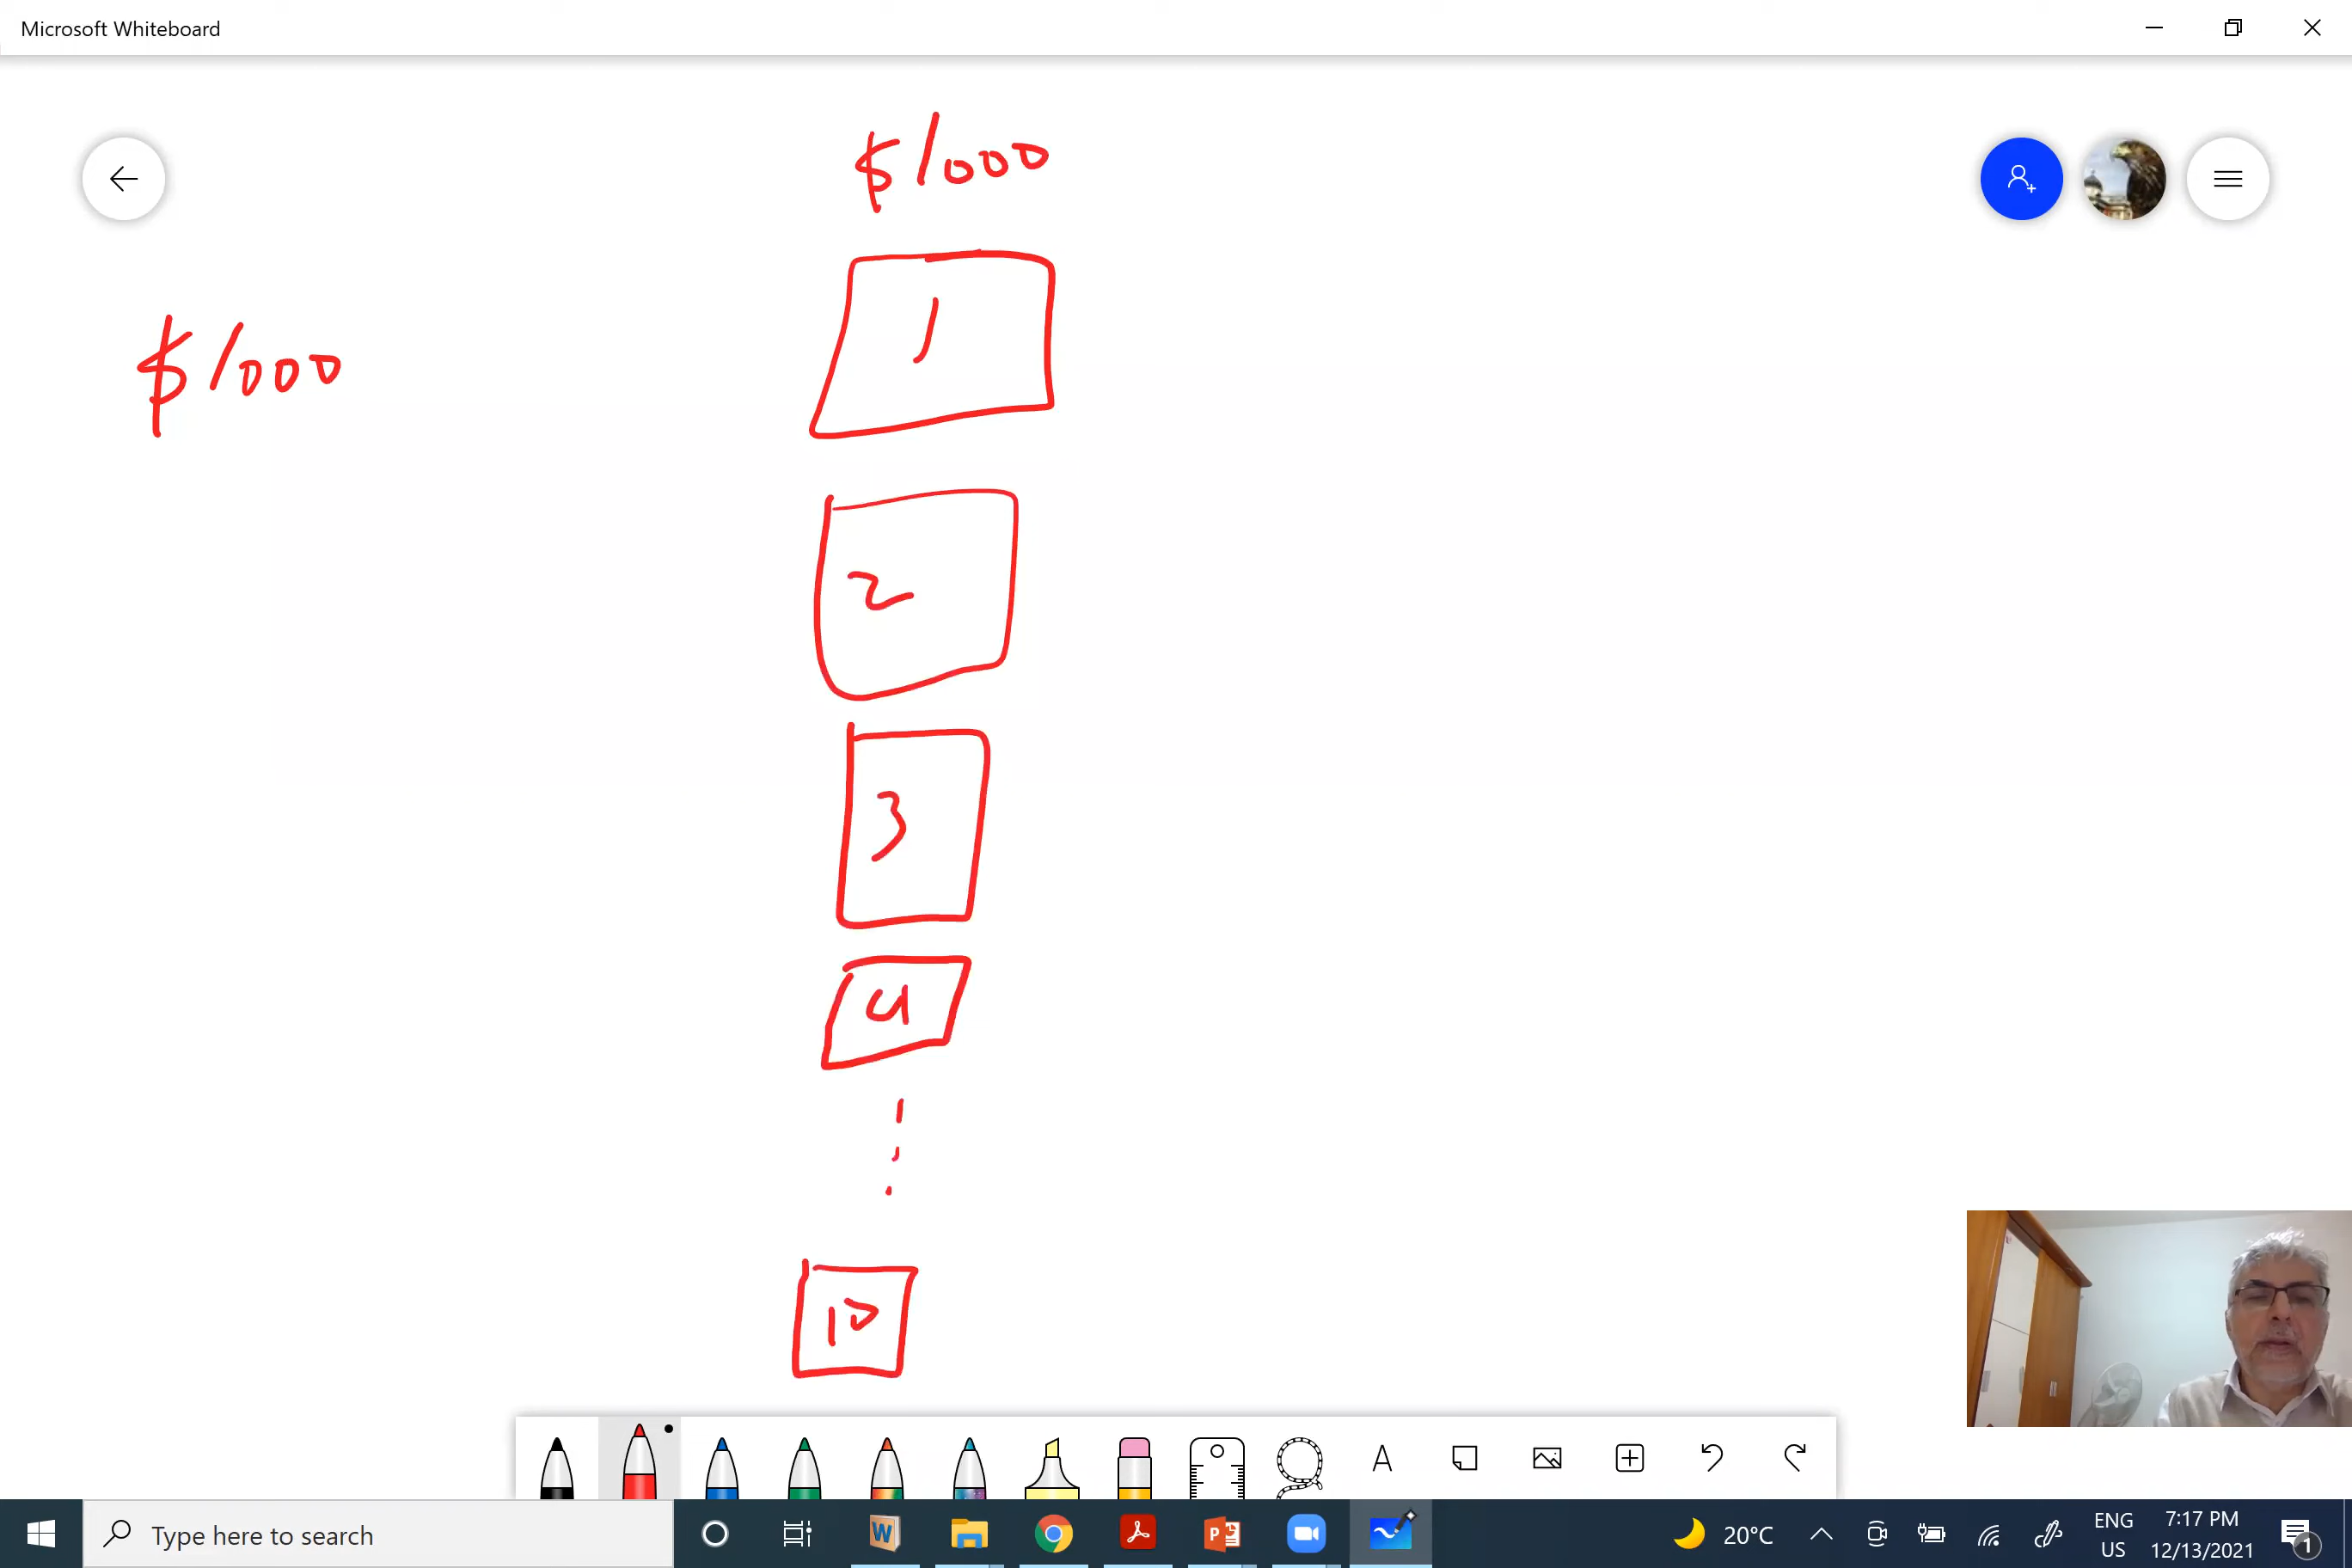 Microsoft Whiteboard
$1000
1
$1000
2
3
4
10
A
Type here to search
W
P
20°C
ENG
US
7:17 PM
12/13/2021
1